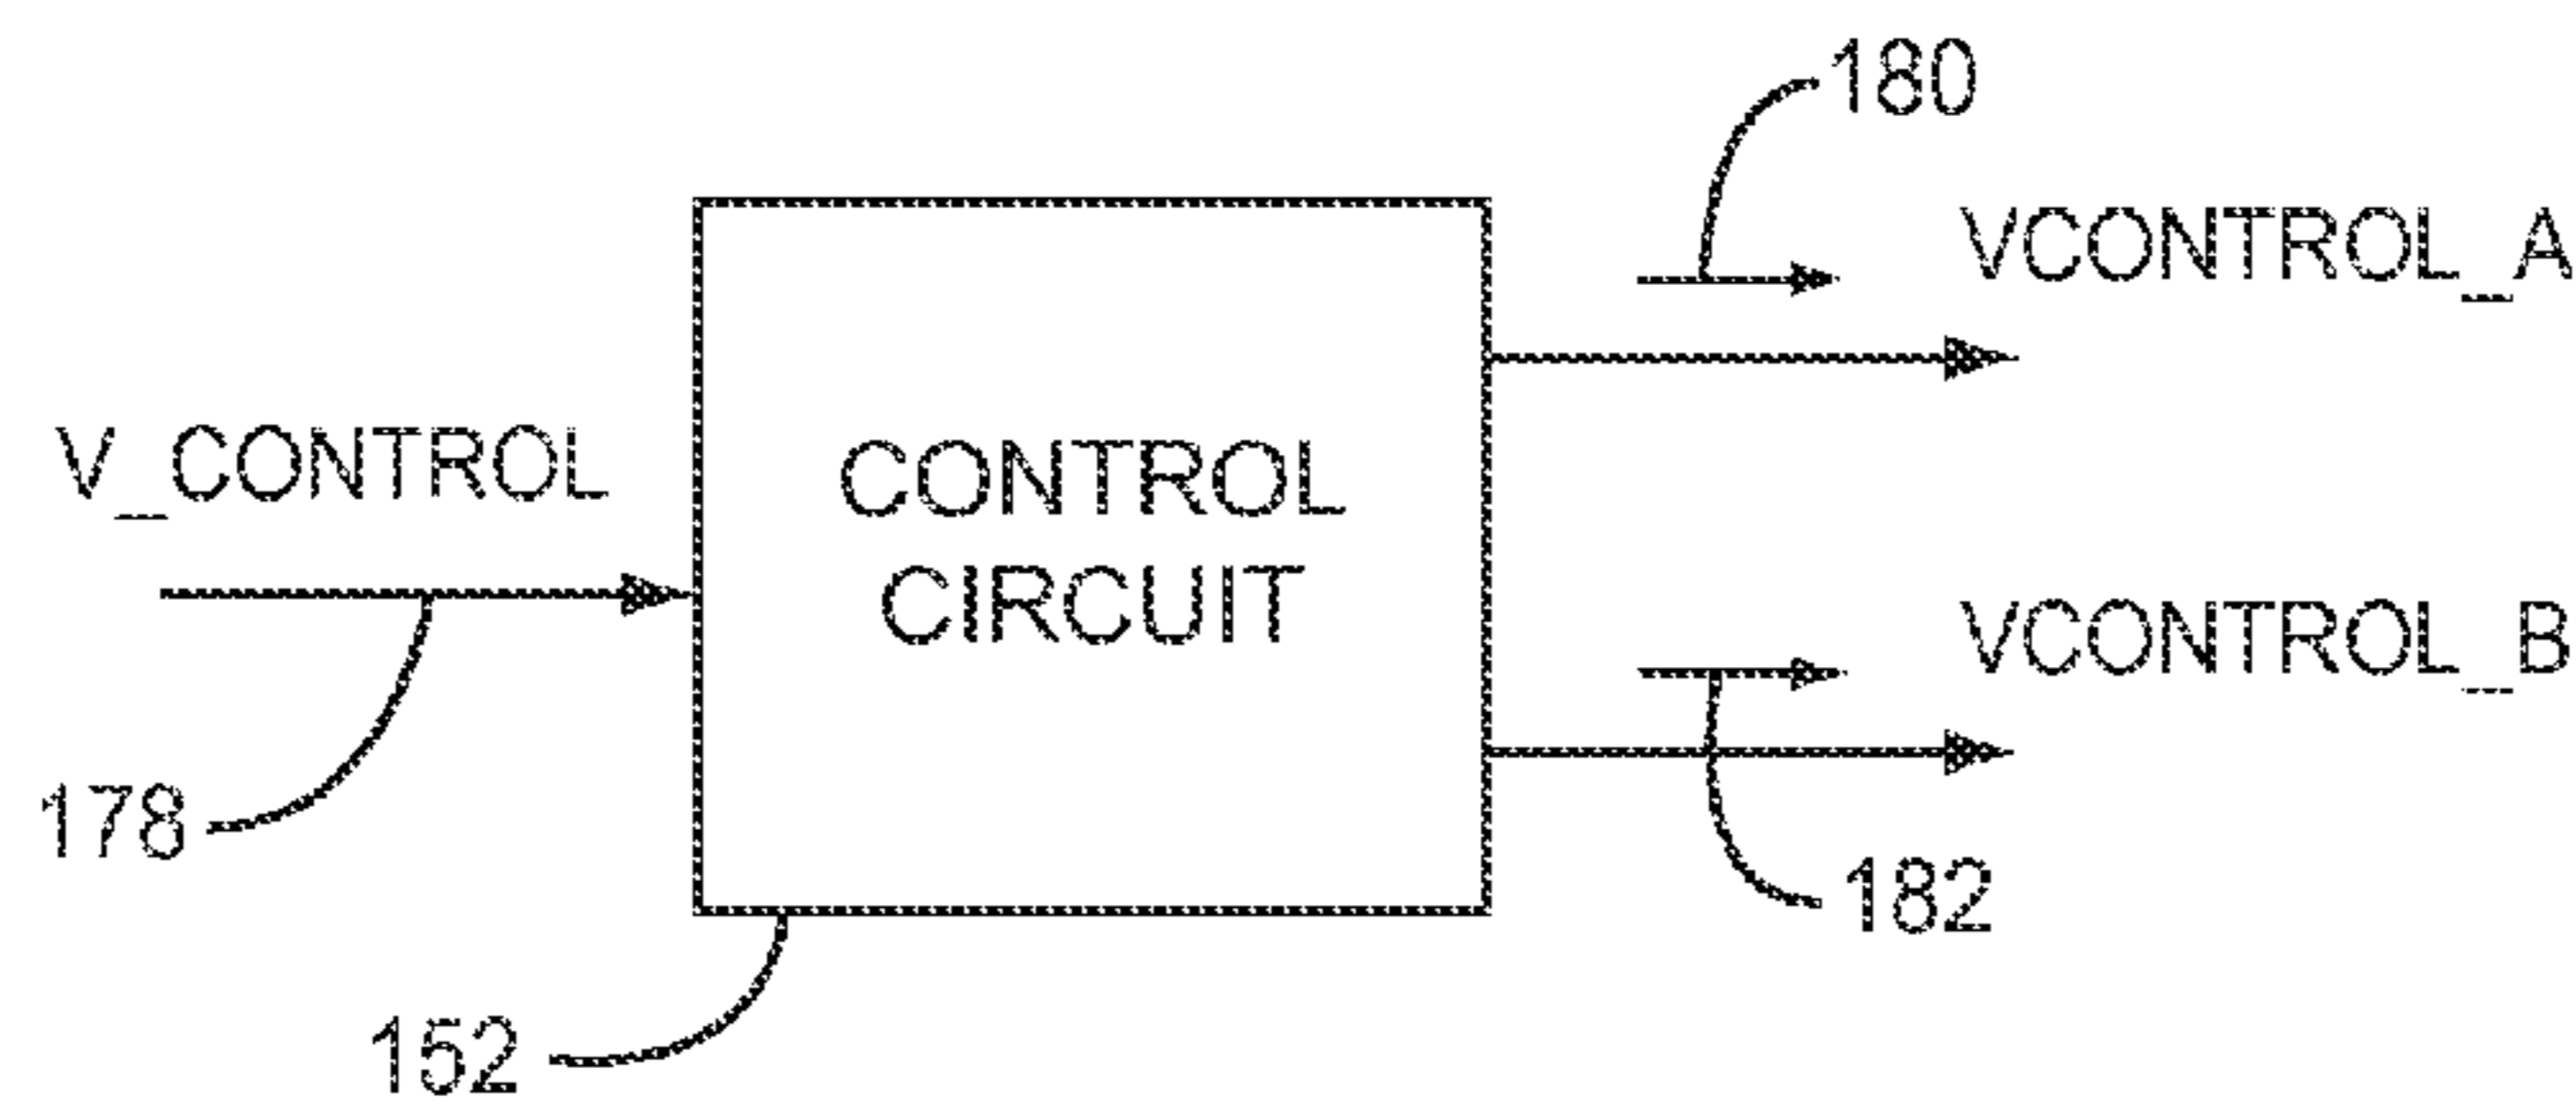 180
VCONTROL_A
V_CONTROL
CONTROL
CIRCUIT
VCONTROL_B
178
182
152